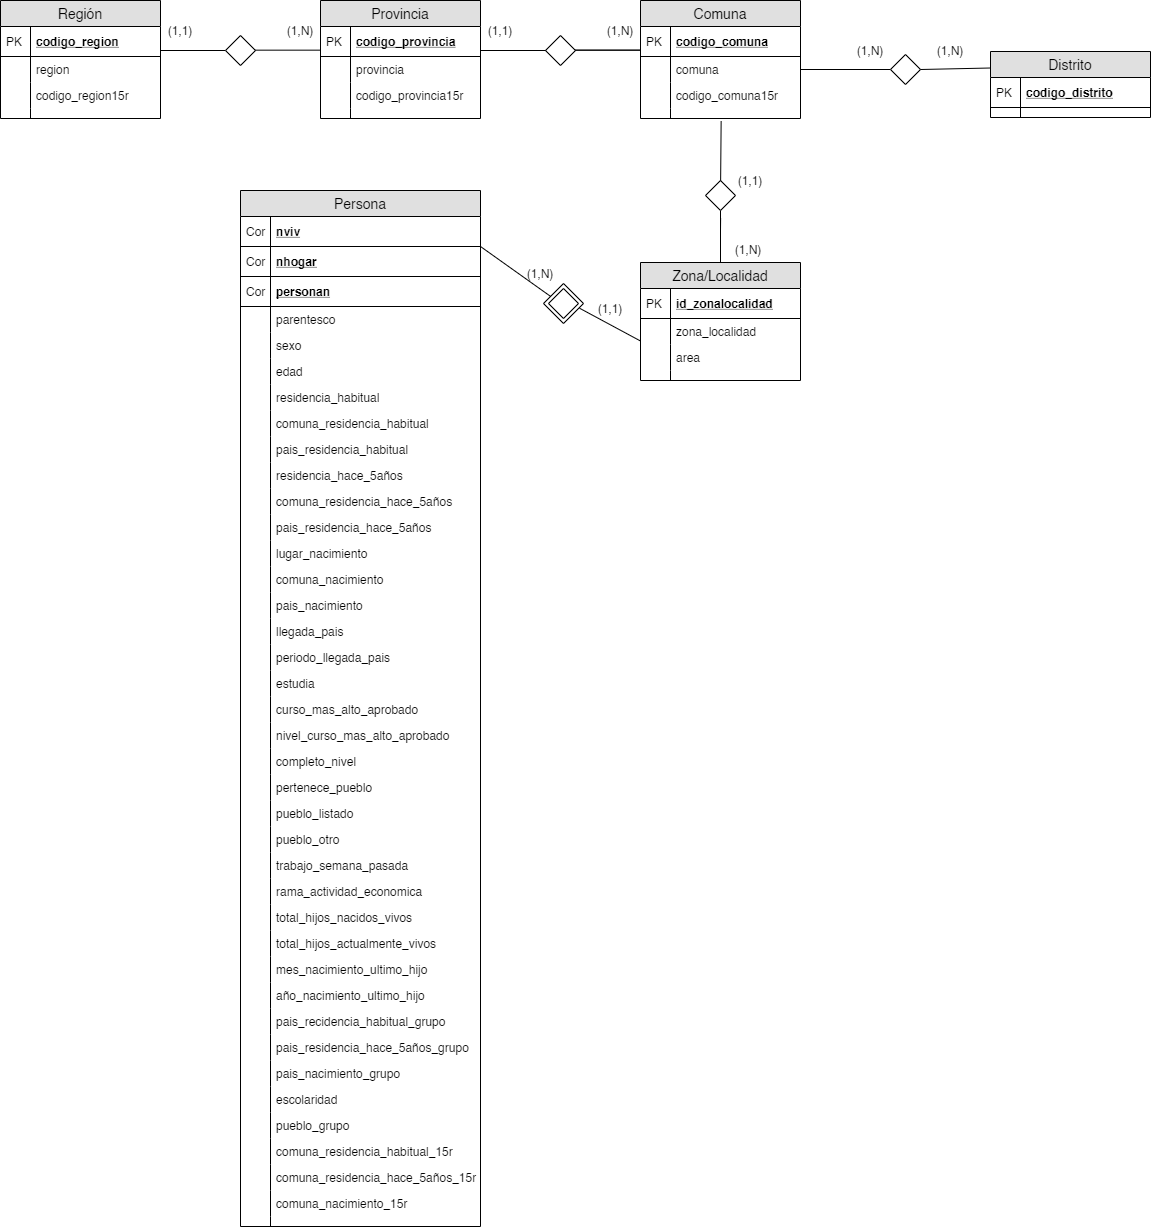 Región
PK codigo_region
region
codigo_region15r
(1,1)
(1,N)
Provincia
PK codigo_provincia
provincia
codigo_provincia15r
(1,1)
(1,N)
Comuna
PK codigo_comuna
comuna
codigo_comuna15r
(1,N)
(1,N)
Distrito
PK codigo_distrito
(1,1)
(1,N)
Zona/Localidad
PK id_zonalocalidad
zona_localidad
area
(1,N)
(1,1)
Persona
Cor nviv
Cor nhogar
Cor personan
parentesco
sexo
edad
residencia_habitual
comuna_residencia_habitual
pais_residencia_habitual
residencia_hace_5años
comuna_residencia_hace_5años
pais_residencia_hace_5años
lugar_nacimiento
comuna_nacimiento
pais_nacimiento
llegada_pais
periodo_llegada_pais
estudia
curso_mas_alto_aprobado
nivel_curso_mas_alto_aprobado
completo_nivel
pertenece_pueblo
pueblo_listado
pueblo_otro
trabajo_semana_pasada
rama_actividad_economica
total_hijos_nacidos_vivos
total_hijos_actualmente_vivos
mes_nacimiento_ultimo_hijo
año_nacimiento_ultimo_hijo
pais_recidencia_habitual_grupo
pais_residencia_hace_5años_grupo
pais_nacimiento_grupo
escolaridad
pueblo_grupo
comuna_residencia_habitual_15r
comuna_residencia_hace_5años_15r
comuna_nacimiento_15r